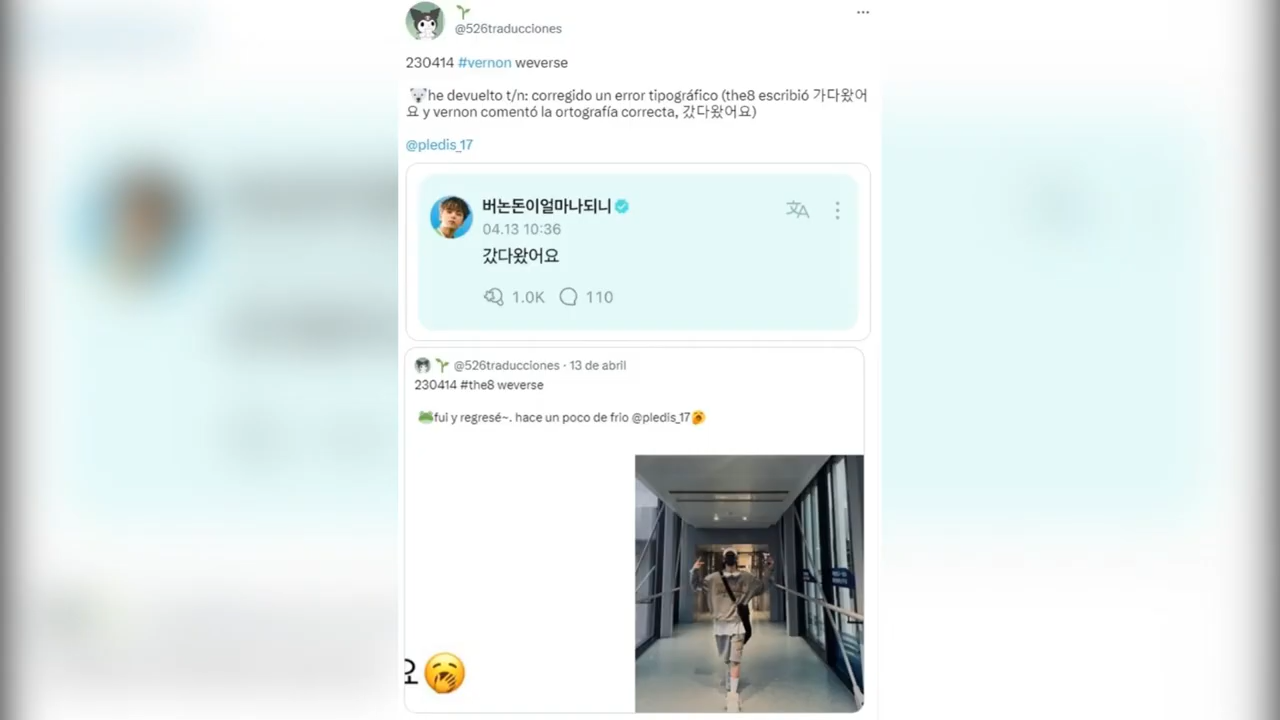 @526traducciones
230414 #vernon weverse
he devuelto t/n: corregido un error tipográfico (the8 escribió 가다왔어
요 y vernon comentó la ortografía correcta, 갔다왔어요)
@pledis_17
버논돈이얼마나되니
04.13 10:36
갔다왔어요
1.0K 110
@526traducciones · 13 de abril
230414 #the8 weverse
fui y regresé~. hace un poco de frio @pledis_17
요